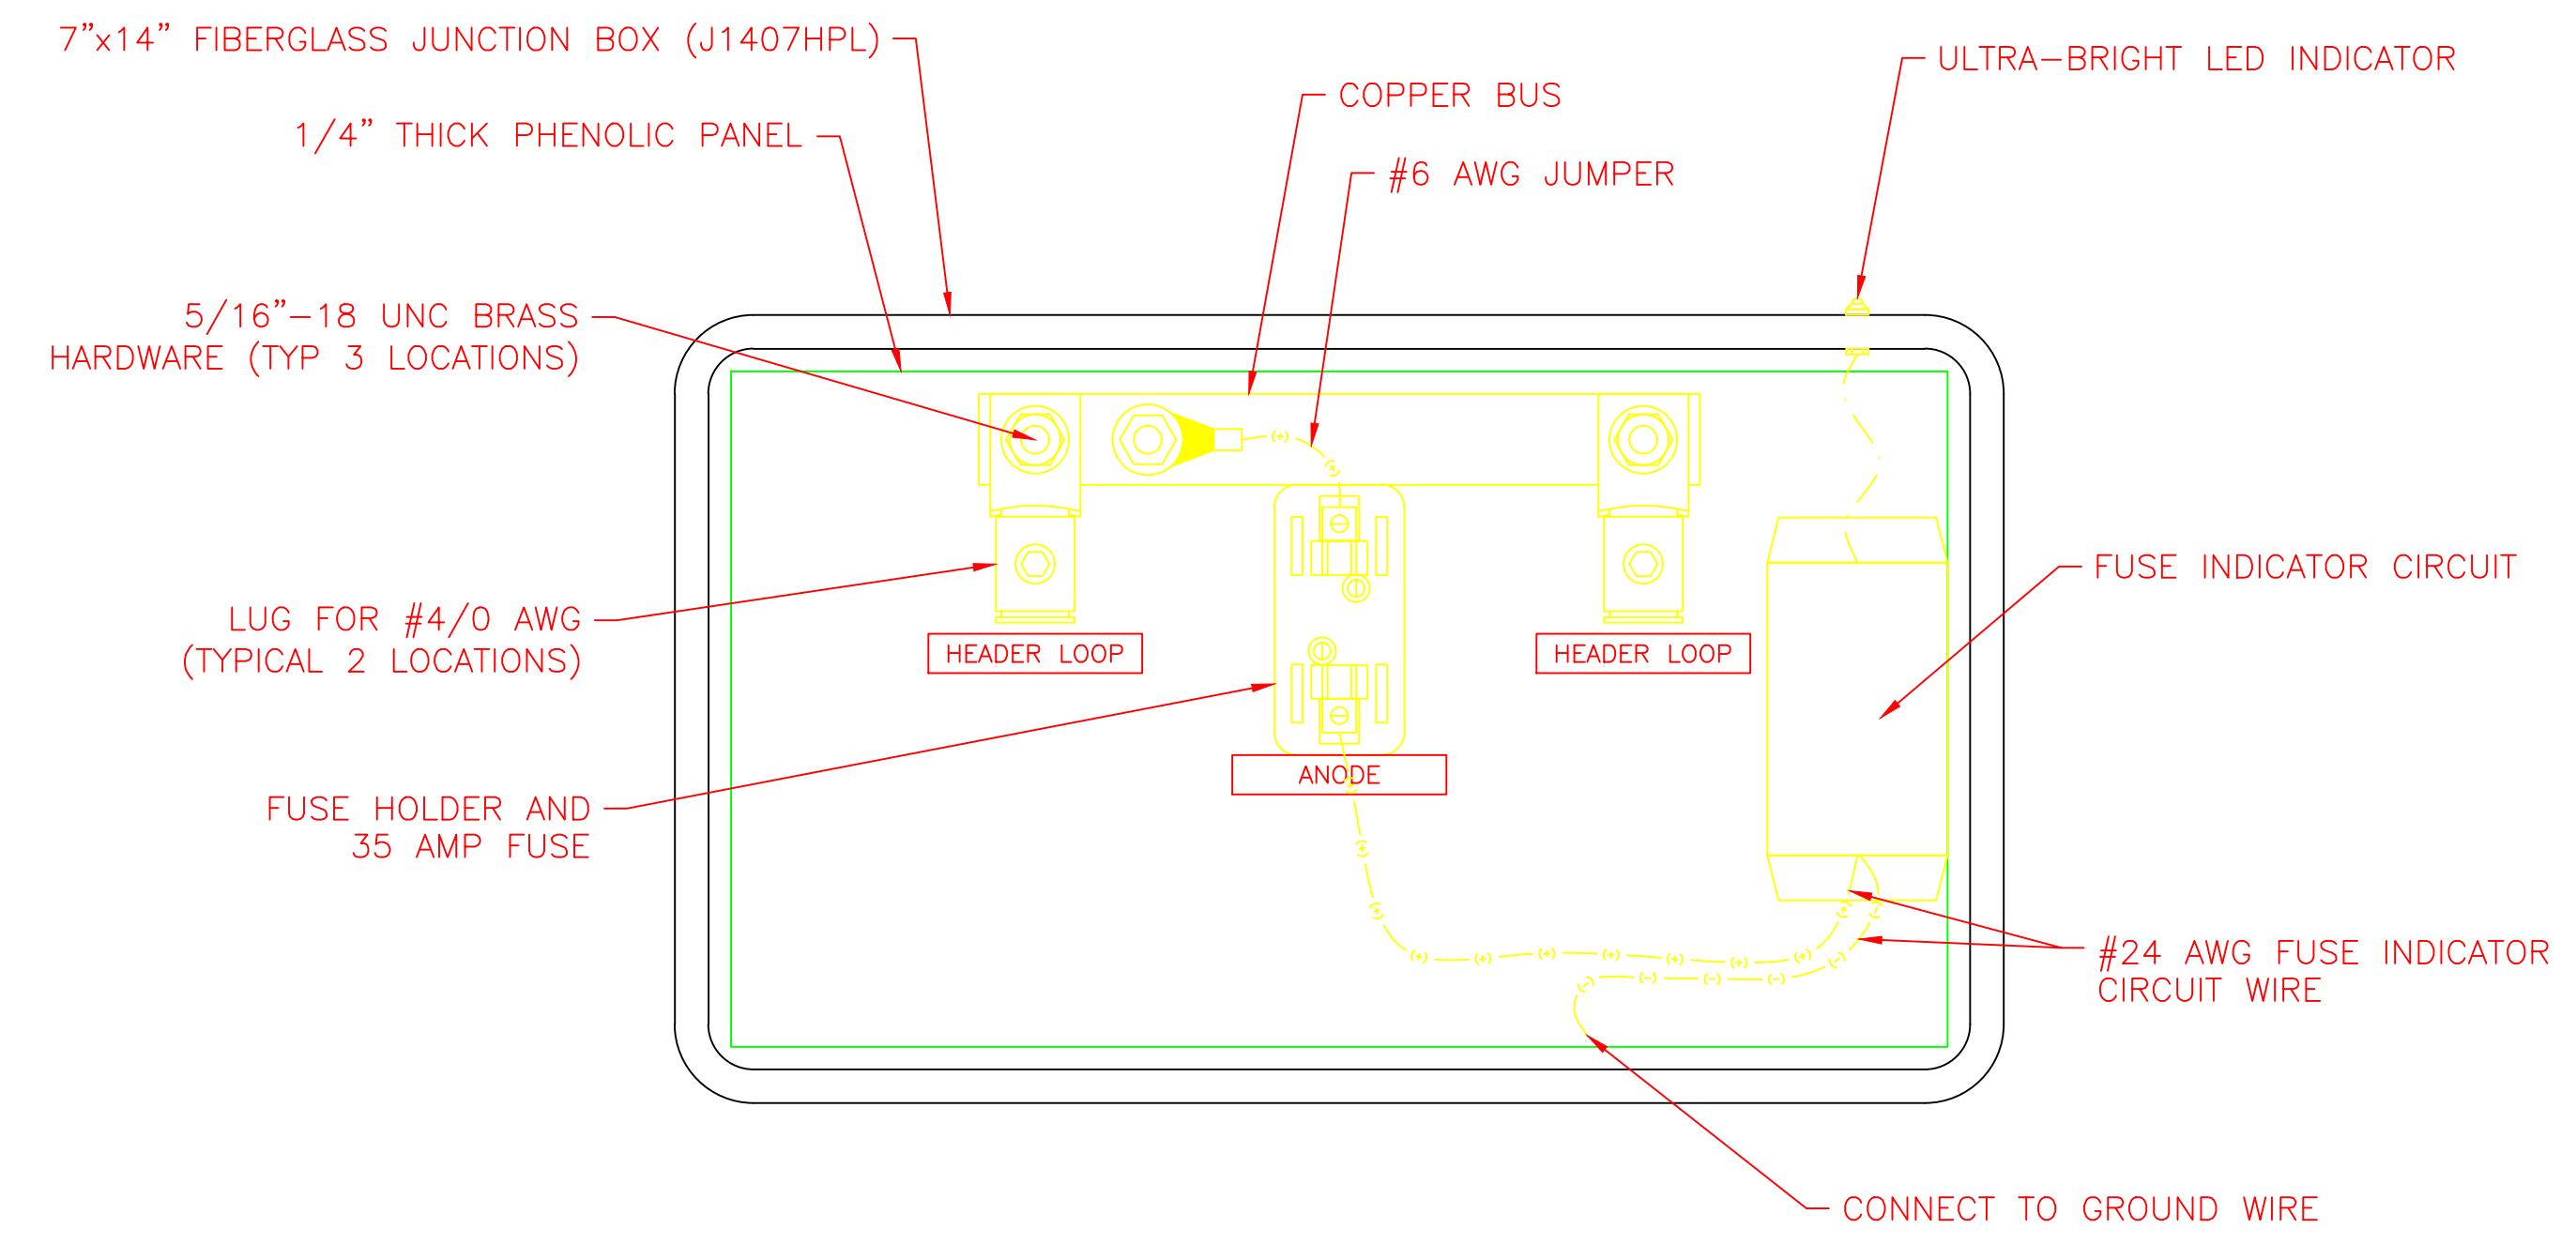 7”x14” FIBERGLASS JUNCTION BOX (J1407HPL)
1/4” THICK PHENOLIC PANEL
5/16”–18 UNC BRASS
HARDWARE (TYP 3 LOCATIONS)
LUG FOR #4/0 AWG
(TYPICAL 2 LOCATIONS)
FUSE HOLDER AND
35 AMP FUSE
COPPER BUS
#6 AWG JUMPER
ULTRA–BRIGHT LED INDICATOR
HEADER LOOP
HEADER LOOP
ANODE
FUSE INDICATOR CIRCUIT
#24 AWG FUSE INDICATOR
CIRCUIT WIRE
CONNECT TO GROUND WIRE